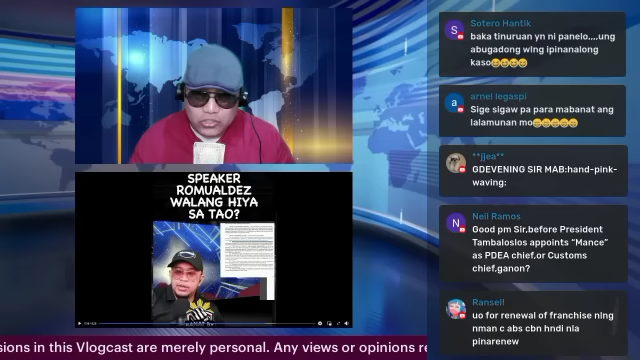 SPEAKER
ROMUALDEZ
WALANG HIYA
SA TAO?
Sotero Hantik
baka tinuruan yn ni panelo....ung
abugadong wlng ipinanalong
kaso😄😄😄😄
arnel legaspi
Sige sigaw pa para mabanat ang
lalamunan mo😄😄😄😄😄
**jjea**
GDEVENING SIR MAB:hand-pink-
waving:
Neil Ramos
Good pm Sir,before President
Tambaloslos appoints “Mance”
as PDEA chief,or Customs
chief,ganon?
Ransell
uo for renewal of franchise nlng
nman c abs cbn hndi nla
pinarenew
sions in this Vlogcast are merely personal. Any views or opinions re